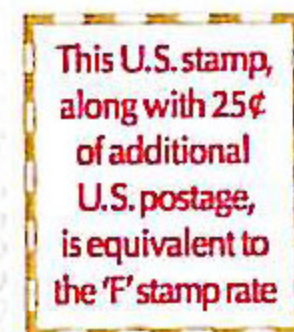 This U.S. stamp,
along with 25¢
of additional
U.S. postage,
is equivalent to
the 'F' stamp rate